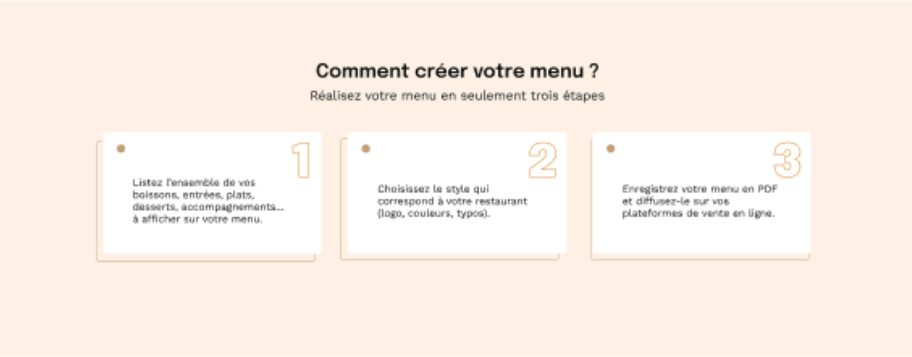 Comment créer votre menu ?
Réalisez votre menu en seulement trois étapes
1
Listez l'ensemble de vos
boissons, entrées, plats,
desserts, accompagnements...
à afficher sur votre menu.
2
Choisissez le style qui
correspond à votre restaurant
(logo, couleurs, typos).
3
Enregistrez votre menu en PDF
et diffusez-le sur vos
plateformes de vente en ligne.